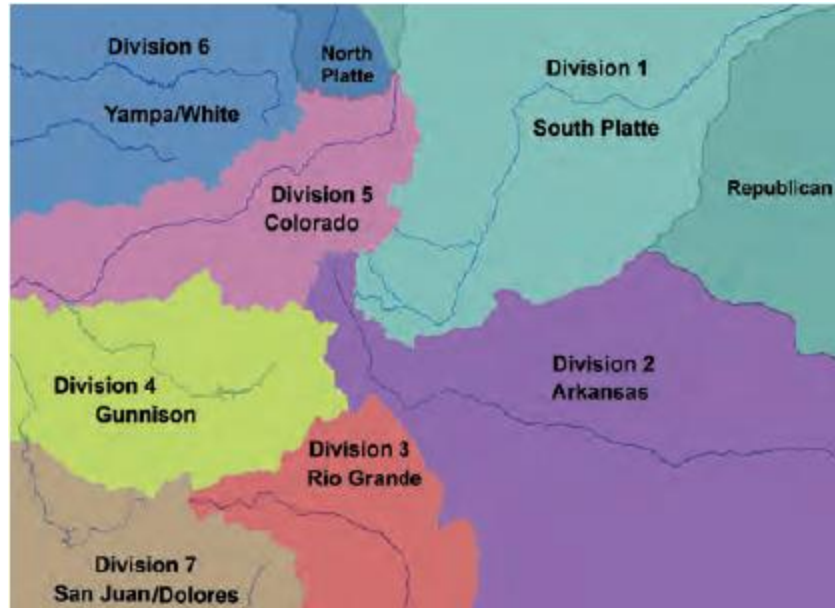 Division 6
Yampa/White
North
Platte
Division 1
South Platte
Republican
Division 5
Colorado
Division 4
Gunnison
Division 2
Arkansas
Division 3
Rio Grande
Division 7
San Juan/Dolores